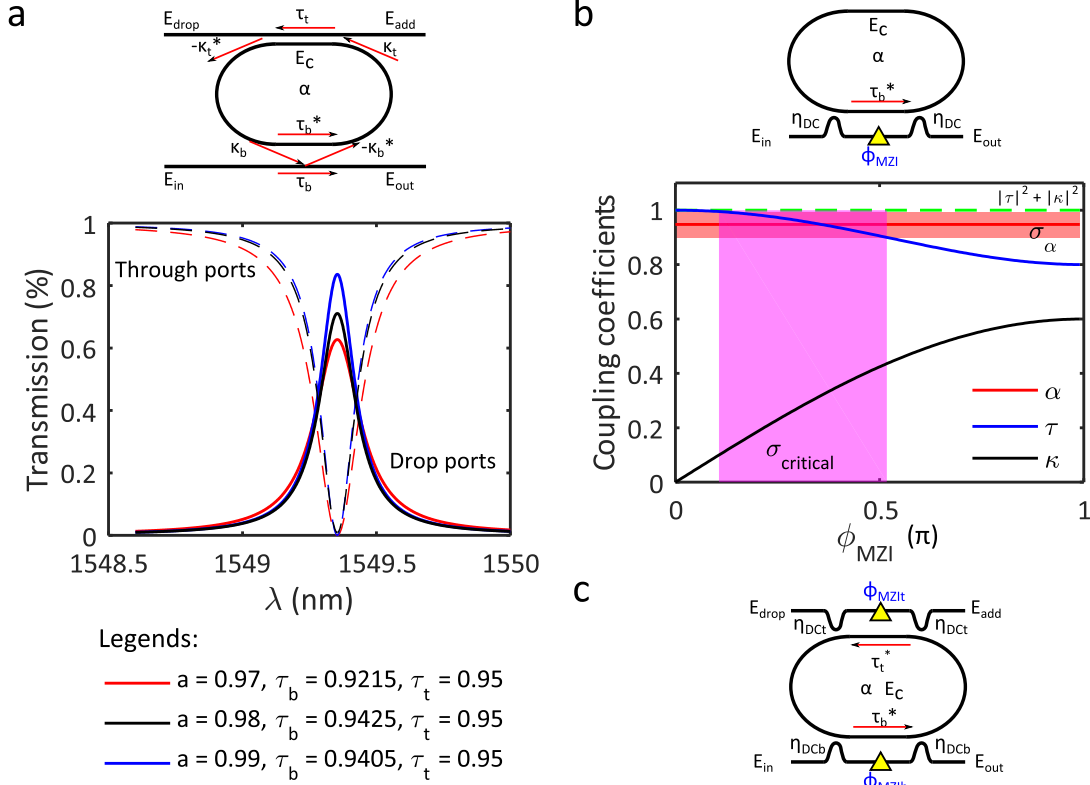 a
E_drop
τ_t
E_add
-κ_t*
κ_t
E_C
α
τ_b*
κ_b
-κ_b*
E_in
τ_b
E_out
Transmission (%)
1
0.8
0.6
0.4
0.2
0
Through ports
Drop ports
1548.5
1549
1549.5
1550
λ (nm)
Legends:
a = 0.97, τ_b = 0.9215, τ_t = 0.95
a = 0.98, τ_b = 0.9425, τ_t = 0.95
a = 0.99, τ_b = 0.9405, τ_t = 0.95
b
E_C
α
τ_b*
η_DC
η_DC
E_in
E_out
ϕ_MZI
|τ|² + |κ|²
Coupling coefficients
1
0.8
0.6
0.4
0.2
0
σ_α
σ_critical
α
τ
κ
0
0.5
1
ϕ_MZI (π)
c
ϕ_MZIt
E_drop
E_add
η_DCt
η_DCt
τ_t*
α E_C
τ_b*
η_DCb
η_DCb
E_in
E_out
ϕ_MZIb